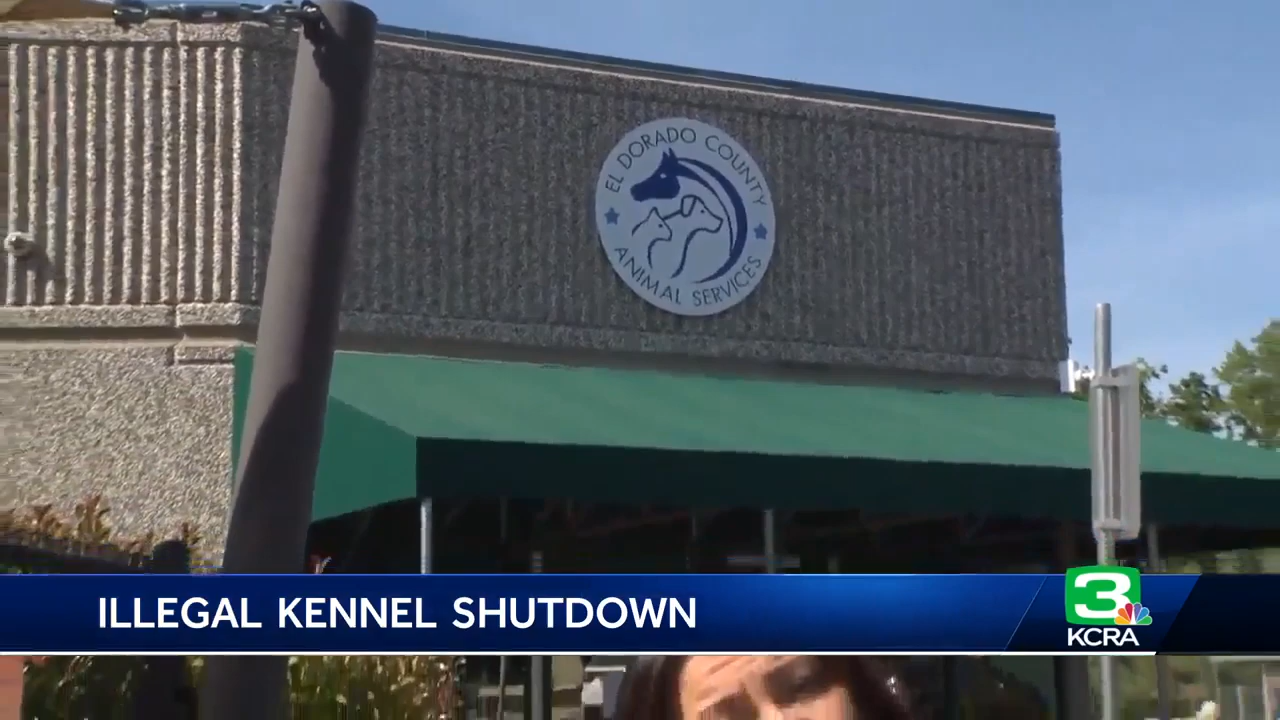 EL DORADO COUNTY
ANIMAL SERVICES
ILLEGAL KENNEL SHUTDOWN
3
KCRA